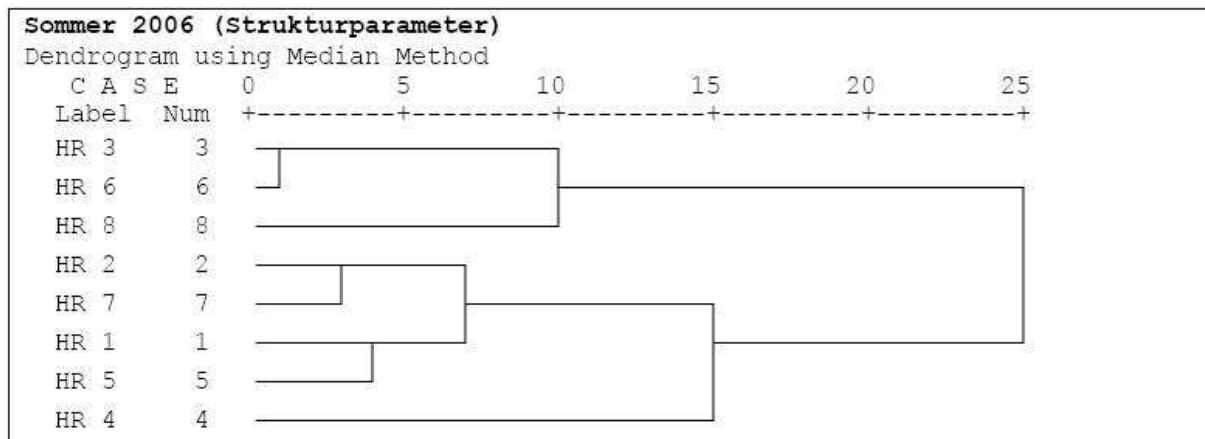 Sommer 2006 (Strukturparameter)
Dendrogram using Median Method
C A S E 0 5 10 15 20 25
Label Num +---------+---------+---------+---------+---------+
HR 3 3
HR 6 6
HR 8 8
HR 2 2
HR 7 7
HR 1 1
HR 5 5
HR 4 4